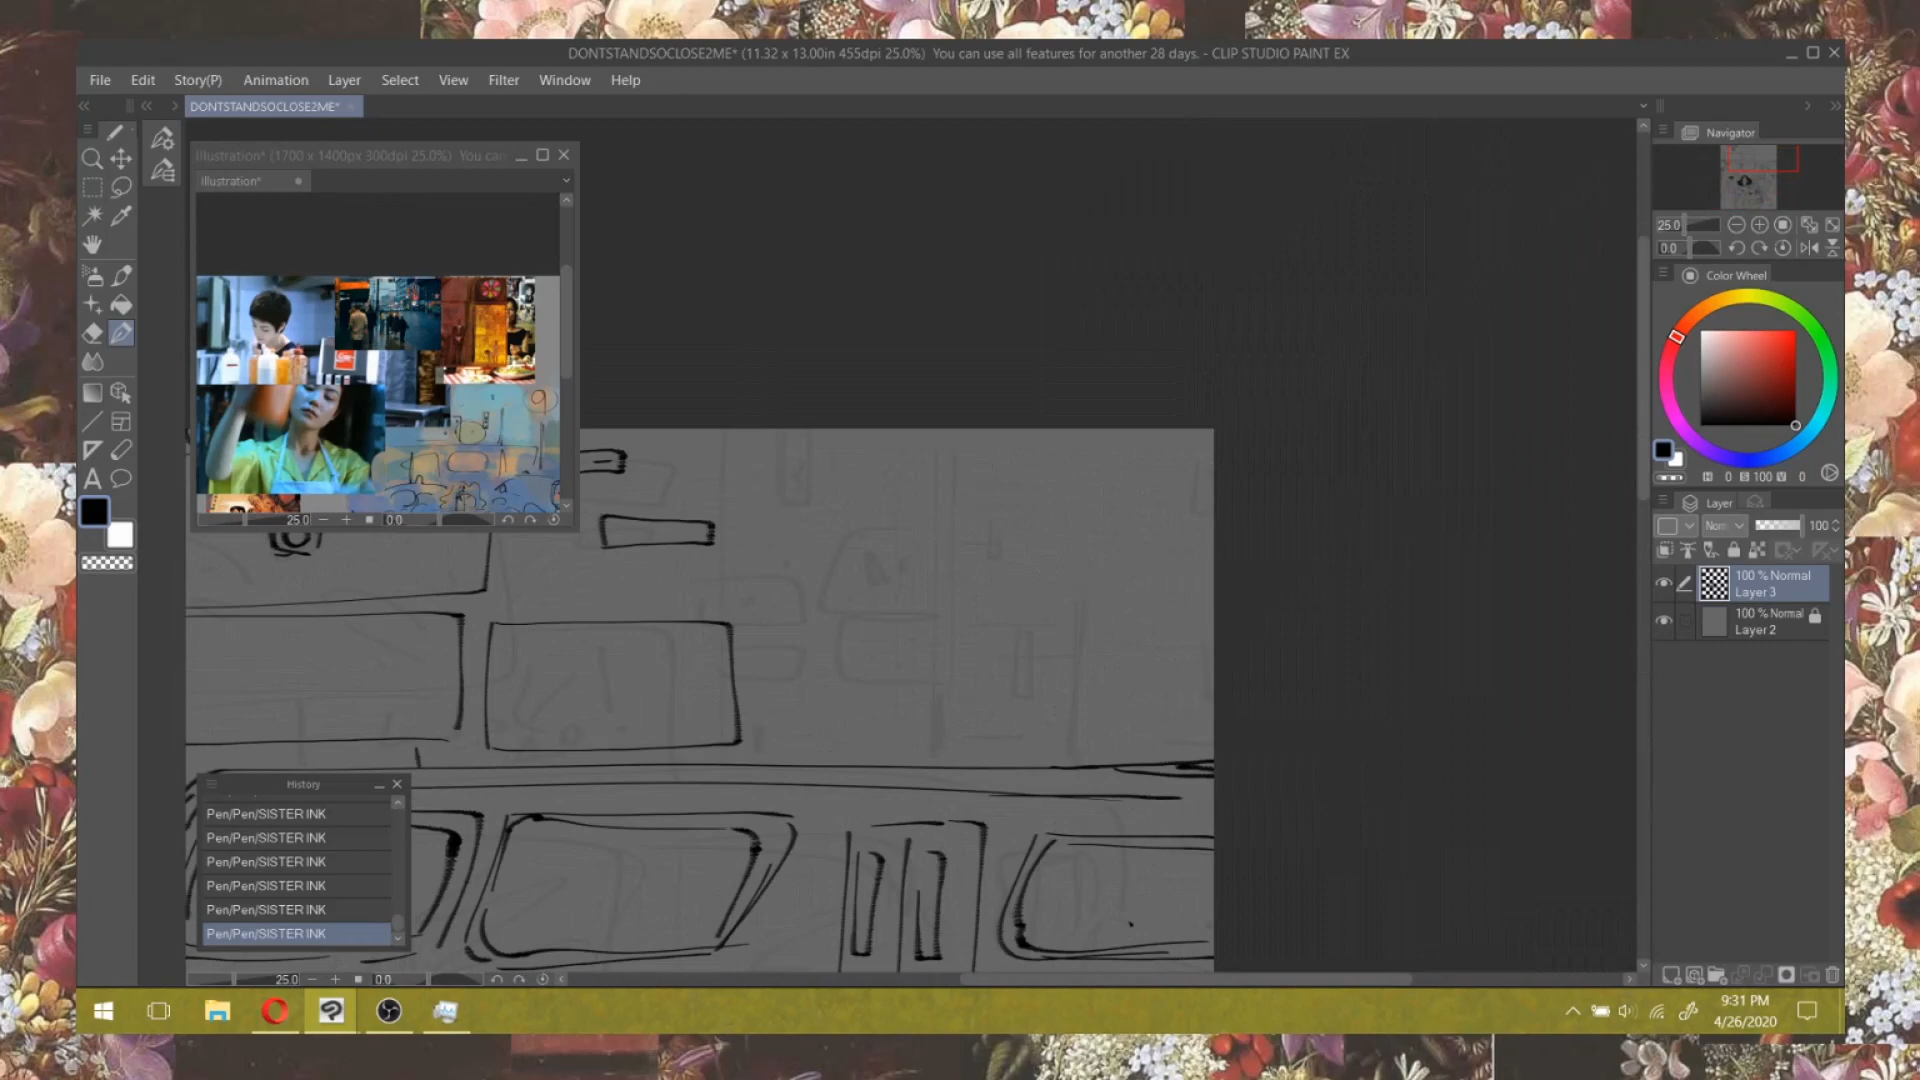 DONTSTANDSOCLOSE2ME* (11.32 x 13.00in 455dpi 25.0%) You can use all features for another 28 days. - CLIP STUDIO PAINT EX
File Edit Story(P) Animation Layer Select View Filter Window Help
DONTSTANDSOCLOSE2ME*
Navigator
Illustration* (1700 x 1400px 300dpi 25.0%) You can
Illustration*
25.0
0.0
Color Wheel
H 0 S 100 V 0
Layer
Norm 100
100 % Normal
Layer 3
100 % Normal
Layer 2
25.0 0.0
History
Pen/Pen/SISTER INK
Pen/Pen/SISTER INK
Pen/Pen/SISTER INK
Pen/Pen/SISTER INK
Pen/Pen/SISTER INK
Pen/Pen/SISTER INK
25.0 0.0
9:31 PM
4/26/2020